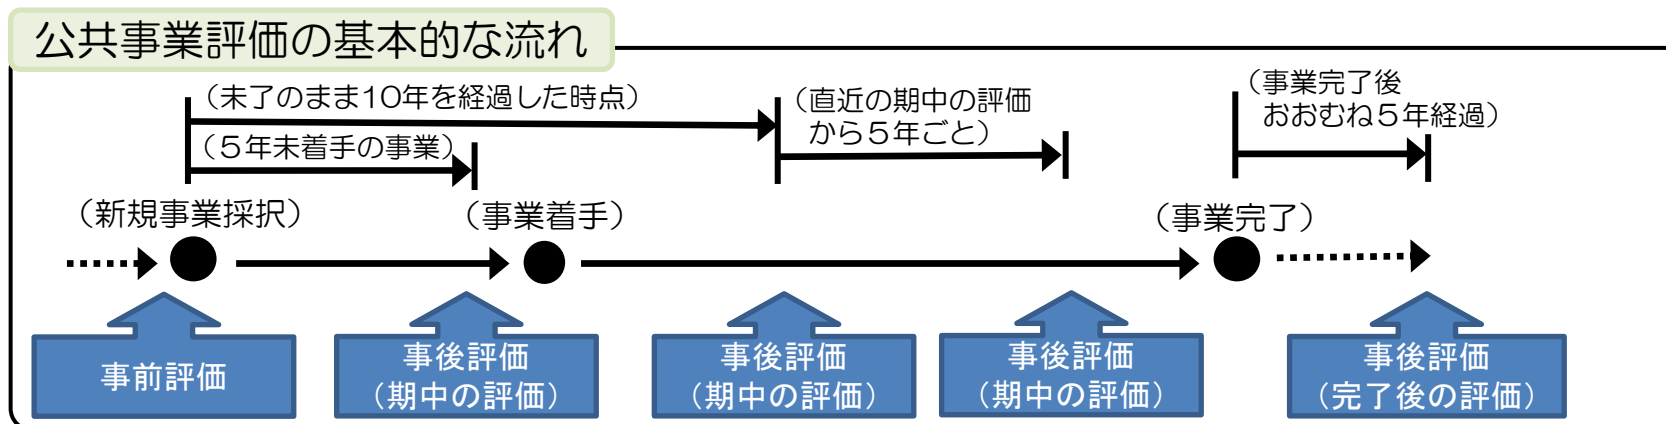 公共事業評価の基本的な流れ
（未了のまま10年を経過した時点）
（５年未着手の事業）
（直近の期中の評価
から５年ごと）
（事業完了後
おおむね５年経過）
（新規事業採択）
（事業着手）
（事業完了）
事前評価
事後評価
（期中の評価）
事後評価
（期中の評価）
事後評価
（期中の評価）
事後評価
（完了後の評価）